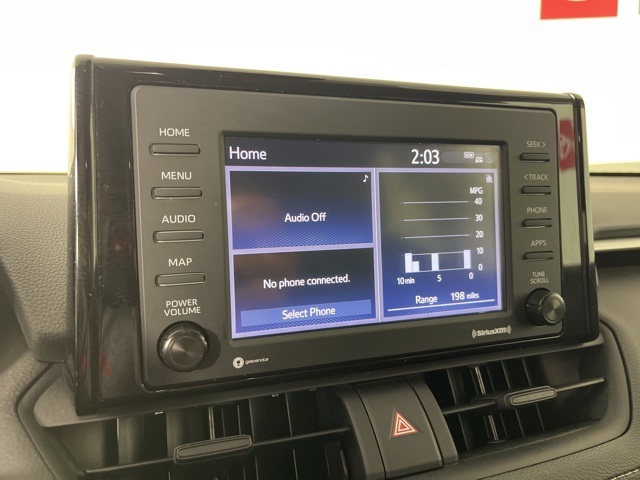 HOME
MENU
AUDIO
MAP
POWER
VOLUME
Home
2:03
Audio Off
No phone connected.
Select Phone
MPG
40
30
20
10
0
10 min 5 0
Range 198 miles
SEEK >
< TRACK
PHONE
APPS
TUNE
SCROLL
gracenote
((SiriusXM))